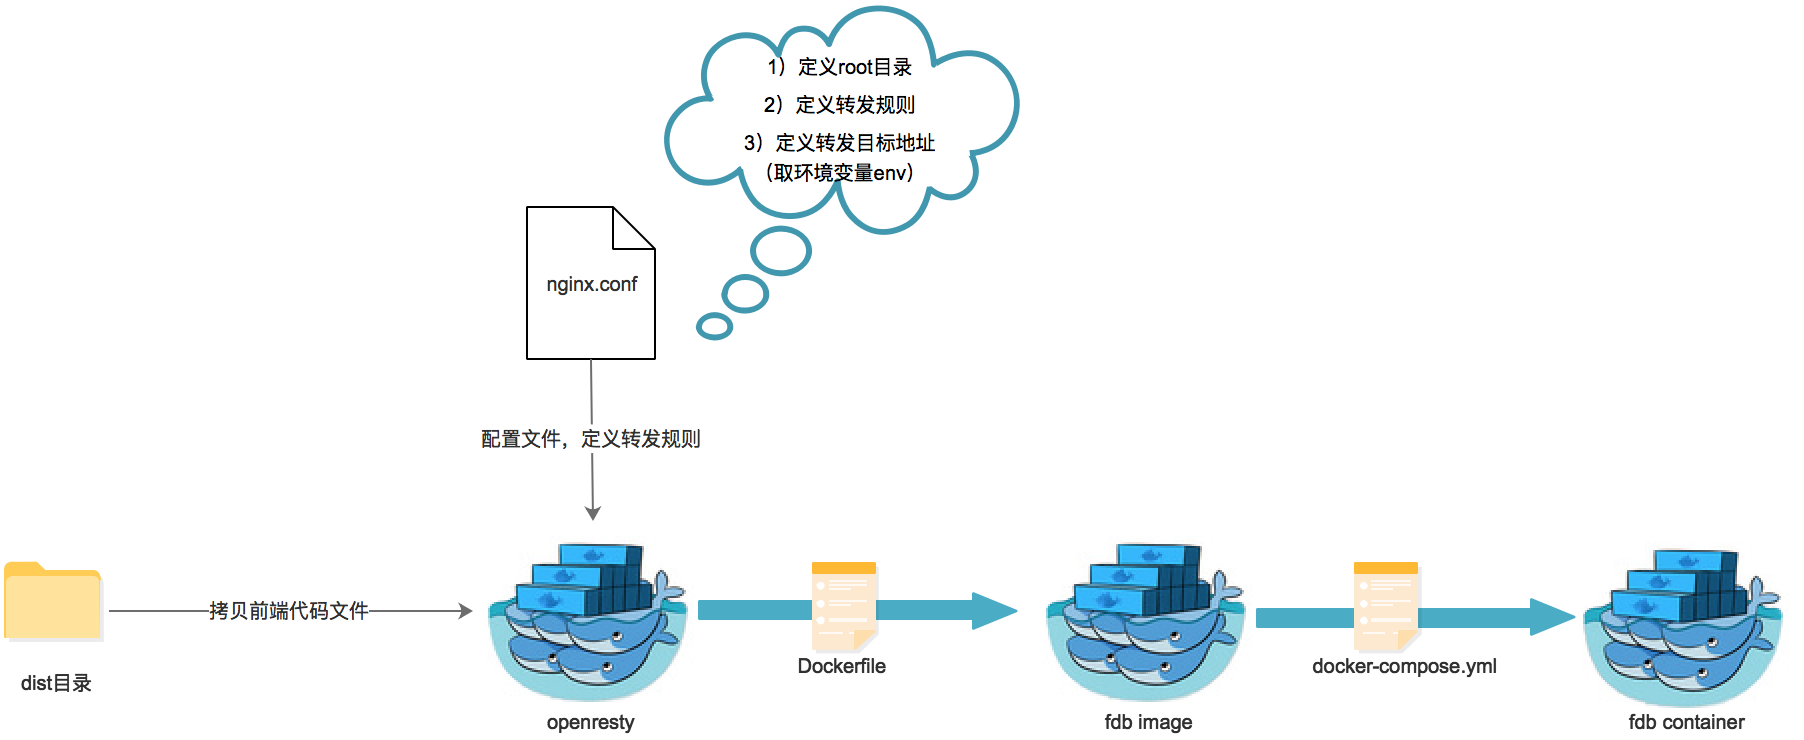 1）定义root目录
2）定义转发规则
3）定义转发目标地址
（取环境变量env）
nginx.conf
配置文件，定义转发规则
拷贝前端代码文件
dist目录
openresty
Dockerfile
fdb image
docker-compose.yml
fdb container